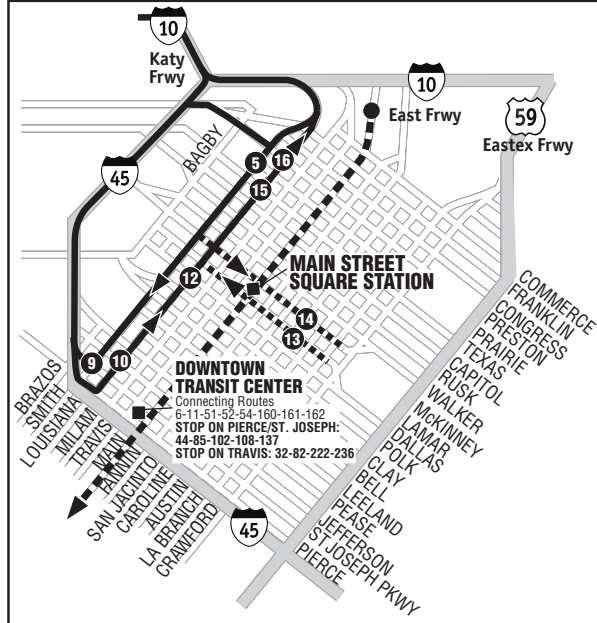 10
Katy
Frwy
10
East Frwy
59
Eastex Frwy
BAGBY
45
5
16
15
12
MAIN STREET
SQUARE STATION
14
13
9
10
DOWNTOWN
TRANSIT CENTER
Connecting Routes
6-11-51-52-54-160-161-162
STOP ON PIERCE/ST. JOSEPH:
44-85-102-108-137
STOP ON TRAVIS: 32-82-222-236
BRAZOS
SMITH
LOUISIANA
MILAM
TRAVIS
MAIN
FANNIN
SAN JACINTO
CAROLINE
AUSTIN
LA BRANCH
CRAWFORD
45
COMMERCE
FRANKLIN
CONGRESS
PRESTON
PRAIRIE
TEXAS
CAPITOL
RUSK
WALKER
McKINNEY
LAMAR
DALLAS
POLK
CLAY
BELL
LEELAND
PEASE
JEFFERSON
ST JOSEPH PKWY
PIERCE